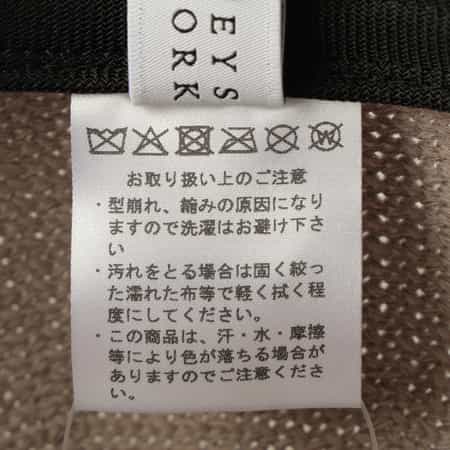 EYS
ORK
お取り扱い上のご注意
・型崩れ、縮みの原因になり
ますので洗濯はお避け下さ
い
・汚れをとる場合は固く絞っ
た濡れた布等で軽く拭く程
度にしてください。
・この商品は、汗・水・摩擦
等により色が落ちる場合が
ありますのでご注意くださ
い。